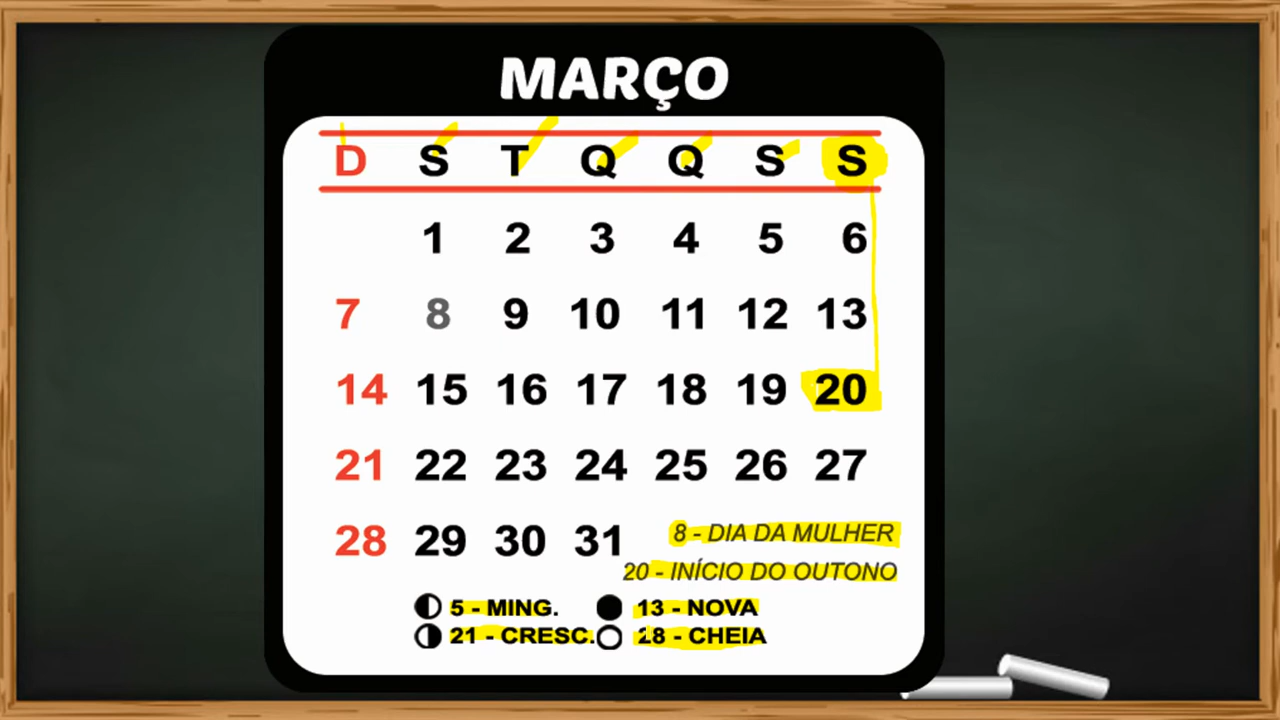 MARÇO
D S T Q Q S S
1 2 3 4 5 6
7 8 9 10 11 12 13
14 15 16 17 18 19 20
21 22 23 24 25 26 27
28 29 30 31
8 - DIA DA MULHER
20 - INÍCIO DO OUTONO
5 - MING. 13 - NOVA
21 - CRESC. 28 - CHEIA